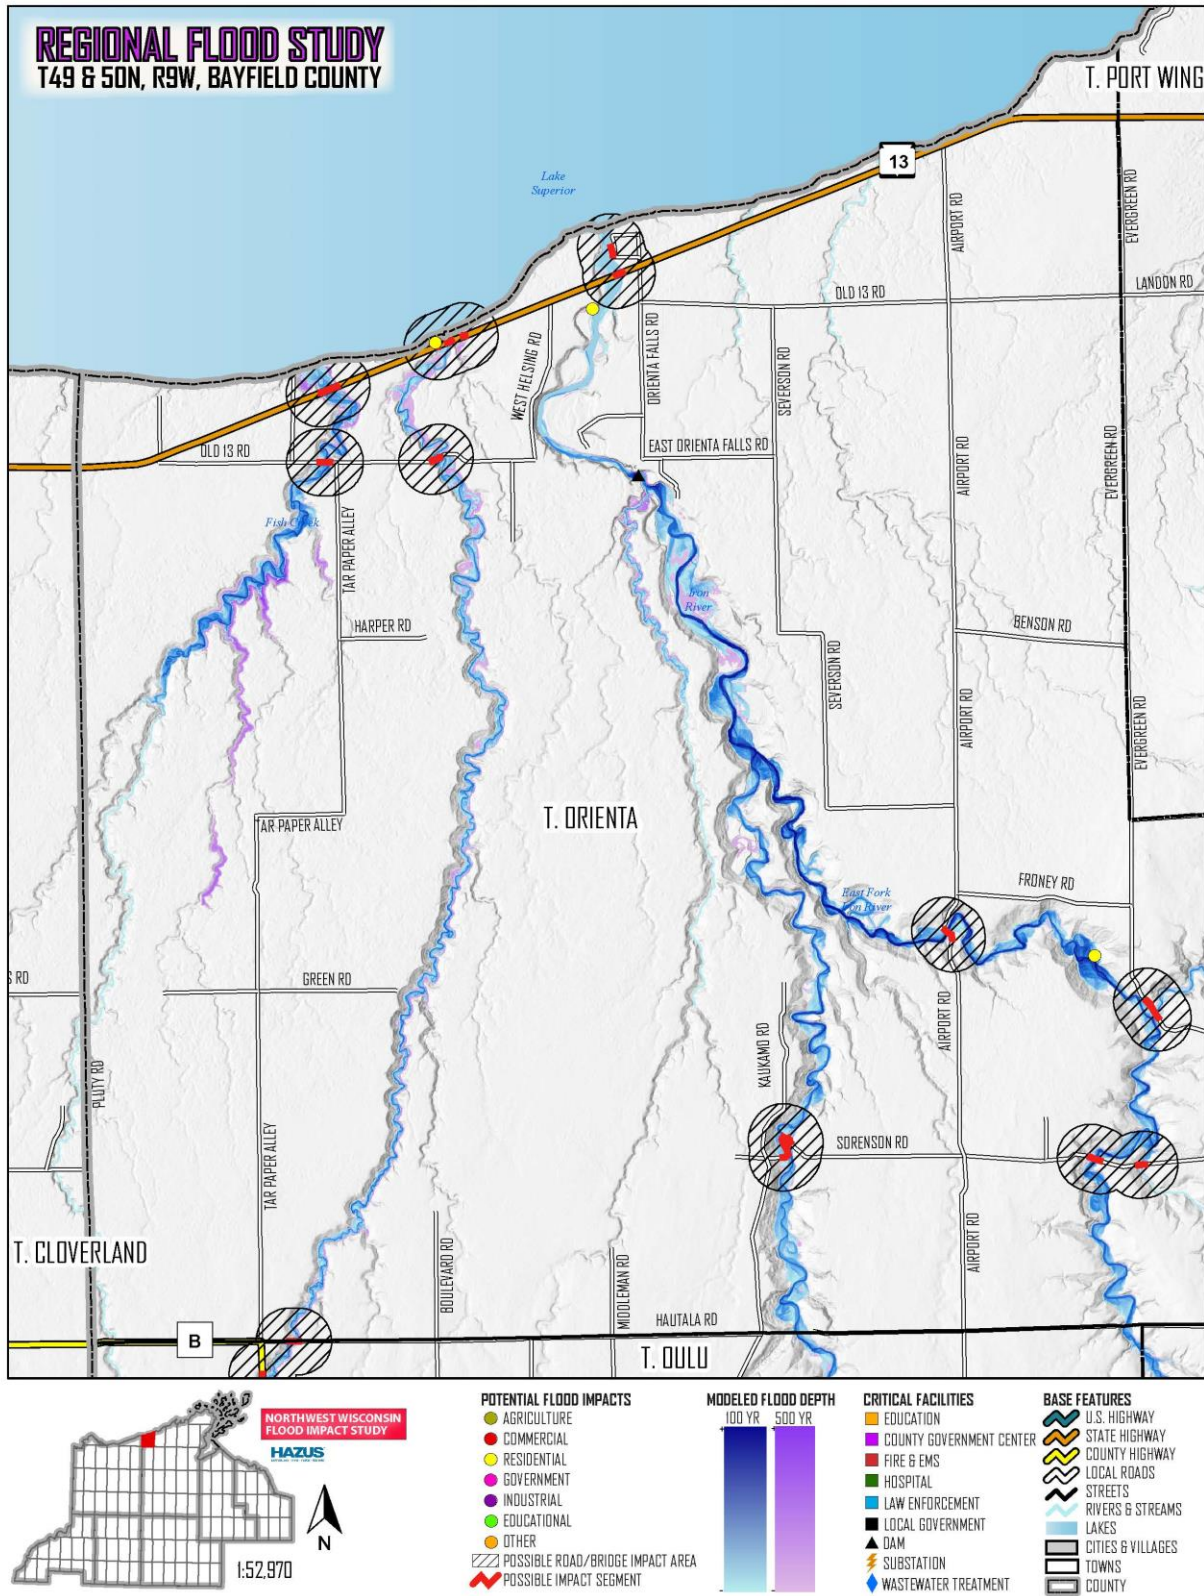 REGIONAL FLOOD STUDY
T49 & 50N, R9W, BAYFIELD COUNTY
T. PORT WING
13
Lake
Superior
AIRPORT RD
EVERGREEN RD
LANDON RD
OLD 13 RD
WEST HELSING RD
ORIENTA FALLS RD
SEVERSON RD
OLD 13 RD
EAST ORIENTA FALLS RD
AIRPORT RD
EVERGREEN RD
Fish Creek
TAR PAPER ALLEY
Iron
River
HARPER RD
BENSON RD
SEVERSON RD
AIRPORT RD
EVERGREEN RD
T. ORIENTA
TAR PAPER ALLEY
FRONEY RD
East Fork
Iron River
S RD
GREEN RD
AIRPORT RD
KAUKAMO RD
PLUTY RD
SORENSON RD
TAR PAPER ALLEY
T. CLOVERLAND
BOULEVARD RD
MIDDLEMAN RD
AIRPORT RD
HAUTALA RD
B
T. OULU
NORTHWEST WISCONSIN
FLOOD IMPACT STUDY
HAZUS
N
1:52,970
POTENTIAL FLOOD IMPACTS
AGRICULTURE
COMMERCIAL
RESIDENTIAL
GOVERNMENT
INDUSTRIAL
EDUCATIONAL
OTHER
POSSIBLE ROAD/BRIDGE IMPACT AREA
POSSIBLE IMPACT SEGMENT
MODELED FLOOD DEPTH
100 YR 500 YR
CRITICAL FACILITIES
EDUCATION
COUNTY GOVERNMENT CENTER
FIRE & EMS
HOSPITAL
LAW ENFORCEMENT
LOCAL GOVERNMENT
DAM
SUBSTATION
WASTEWATER TREATMENT
BASE FEATURES
U.S. HIGHWAY
STATE HIGHWAY
COUNTY HIGHWAY
LOCAL ROADS
STREETS
RIVERS & STREAMS
LAKES
CITIES & VILLAGES
TOWNS
COUNTY